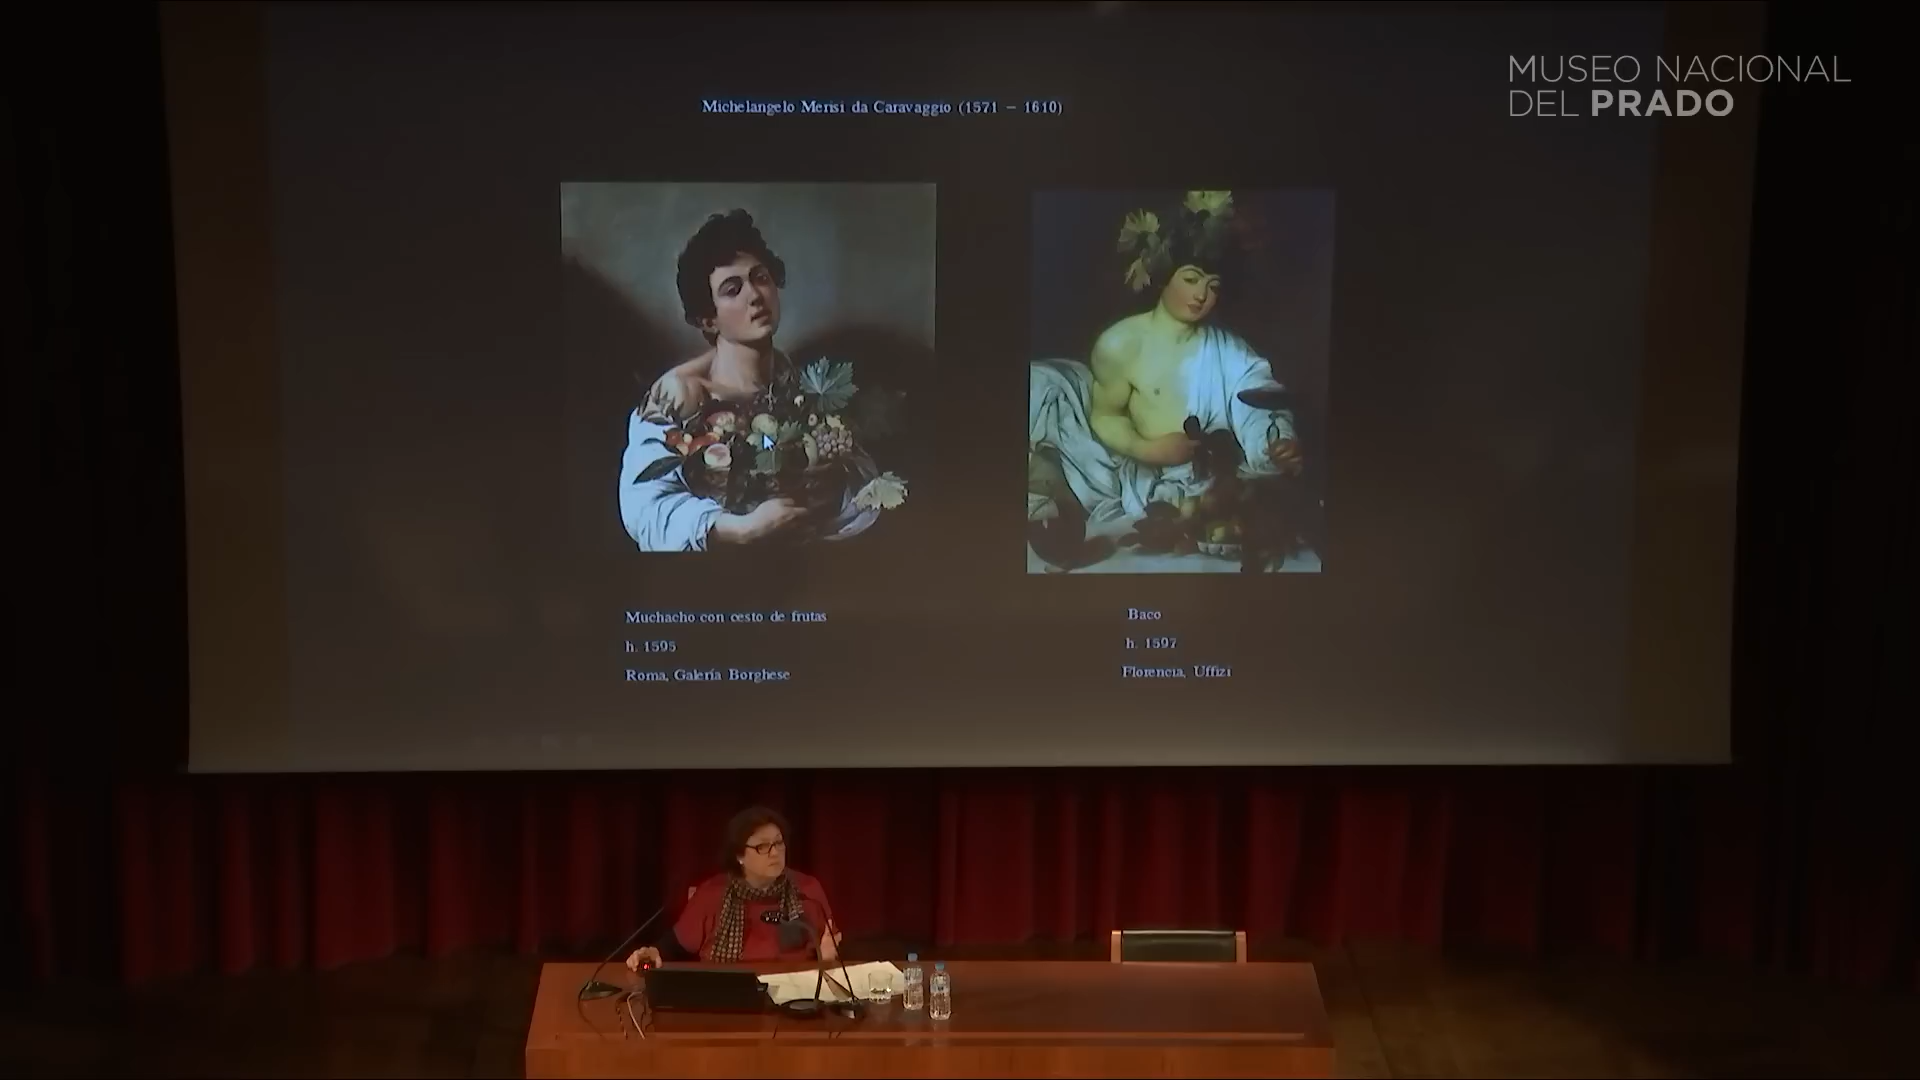 MUSEO NACIONAL
DEL PRADO
Michelangelo Merisi da Caravaggio (1571 – 1610)
Muchacho con cesto de frutas
h. 1595
Roma, Galería Borghese
Baco
h. 1597
Florencia, Uffizi